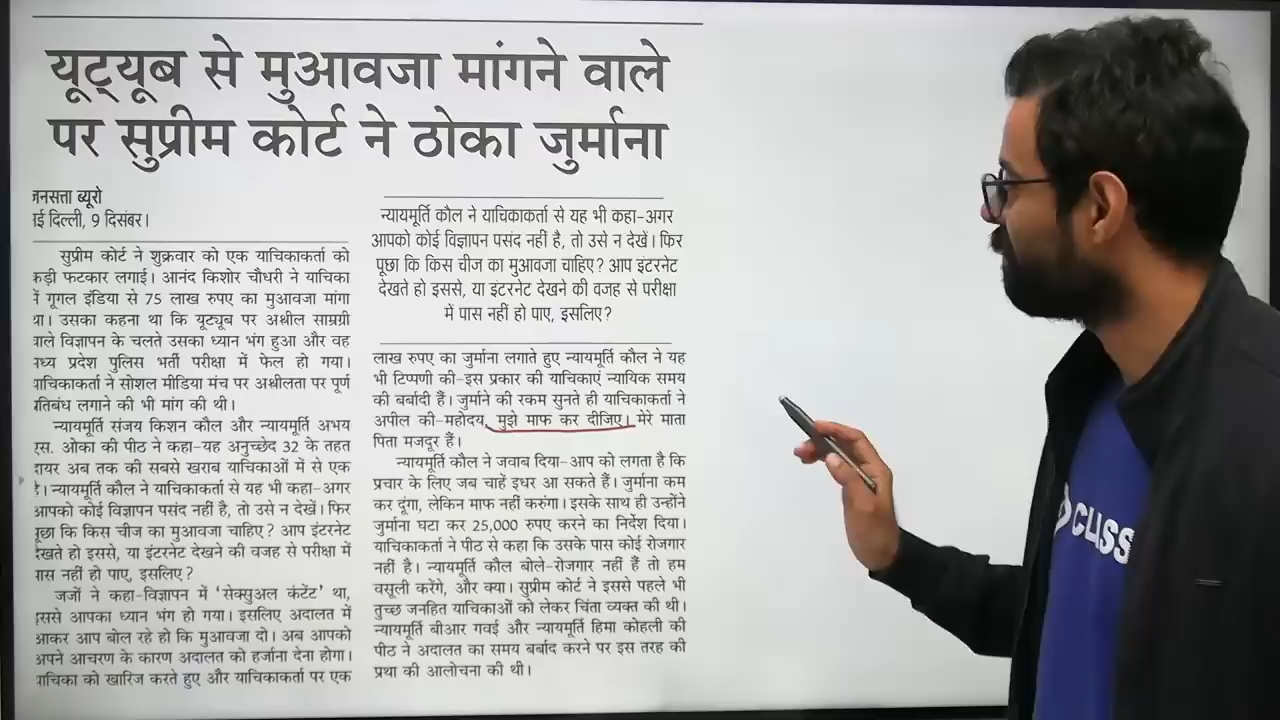 यूट्यूब से मुआवजा मांगने वाले
पर सुप्रीम कोर्ट ने ठोका जुर्माना
जनसत्ता ब्यूरो
ई दिल्ली, 9 दिसंबर।
सुप्रीम कोर्ट ने शुक्रवार को एक याचिकाकर्ता को
कड़ी फटकार लगाई। आनंद किशोर चौधरी ने याचिका
में गूगल इंडिया से 75 लाख रुपए का मुआवजा मांगा
था। उसका कहना था कि यूट्यूब पर अश्लील सामग्री
वाले विज्ञापन के चलते उसका ध्यान भंग हुआ और वह
मध्य प्रदेश पुलिस भर्ती परीक्षा में फेल हो गया।
याचिकाकर्ता ने सोशल मीडिया मंच पर अश्लीलता पर पूर्ण
तिबंध लगाने की भी मांग की थी।
न्यायमूर्ति संजय किशन कौल और न्यायमूर्ति अभय
एस. ओका की पीठ ने कहा-यह अनुच्छेद 32 के तहत
दायर अब तक की सबसे खराब याचिकाओं में से एक
है। न्यायमूर्ति कौल ने याचिकाकर्ता से यह भी कहा-अगर
आपको कोई विज्ञापन पसंद नहीं है, तो उसे न देखें। फिर
पूछा कि किस चीज का मुआवजा चाहिए? आप इंटरनेट
देखते हो इससे, या इंटरनेट देखने की वजह से परीक्षा में
पास नहीं हो पाए, इसलिए?
जजों ने कहा-विज्ञापन में 'सेक्सुअल कंटेंट' था,
इससे आपका ध्यान भंग हो गया। इसलिए अदालत में
आकर आप बोल रहे हो कि मुआवजा दो। अब आपको
अपने आचरण के कारण अदालत को हर्जाना देना होगा।
याचिका को खारिज करते हुए और याचिकाकर्ता पर एक
न्यायमूर्ति कौल ने याचिकाकर्ता से यह भी कहा-अगर
आपको कोई विज्ञापन पसंद नहीं है, तो उसे न देखें। फिर
पूछा कि किस चीज का मुआवजा चाहिए? आप इंटरनेट
देखते हो इससे, या इंटरनेट देखने की वजह से परीक्षा
में पास नहीं हो पाए, इसलिए?
लाख रुपए का जुर्माना लगाते हुए न्यायमूर्ति कौल ने यह
भी टिप्पणी की-इस प्रकार की याचिकाएं न्यायिक समय
की बर्बादी हैं। जुर्माने की रकम सुनते ही याचिकाकर्ता ने
अपील की-महोदय, मुझे माफ कर दीजिए। मेरे माता
पिता मजदूर हैं।
न्यायमूर्ति कौल ने जवाब दिया-आप को लगता है कि
प्रचार के लिए जब चाहें इधर आ सकते हैं। जुर्माना कम
कर दूंगा, लेकिन माफ नहीं करुंगा। इसके साथ ही उन्होंने
जुर्माना घटा कर 25,000 रुपए करने का निर्देश दिया।
याचिकाकर्ता ने पीठ से कहा कि उसके पास कोई रोजगार
नहीं है। न्यायमूर्ति कौल बोले-रोजगार नहीं हैं तो हम
वसूली करेंगे, और क्या। सुप्रीम कोर्ट ने इससे पहले भी
तुच्छ जनहित याचिकाओं को लेकर चिंता व्यक्त की थी।
न्यायमूर्ति बीआर गवई और न्यायमूर्ति हिमा कोहली की
पीठ ने अदालत का समय बर्बाद करने पर इस तरह की
प्रथा की आलोचना की थी।
CLASS